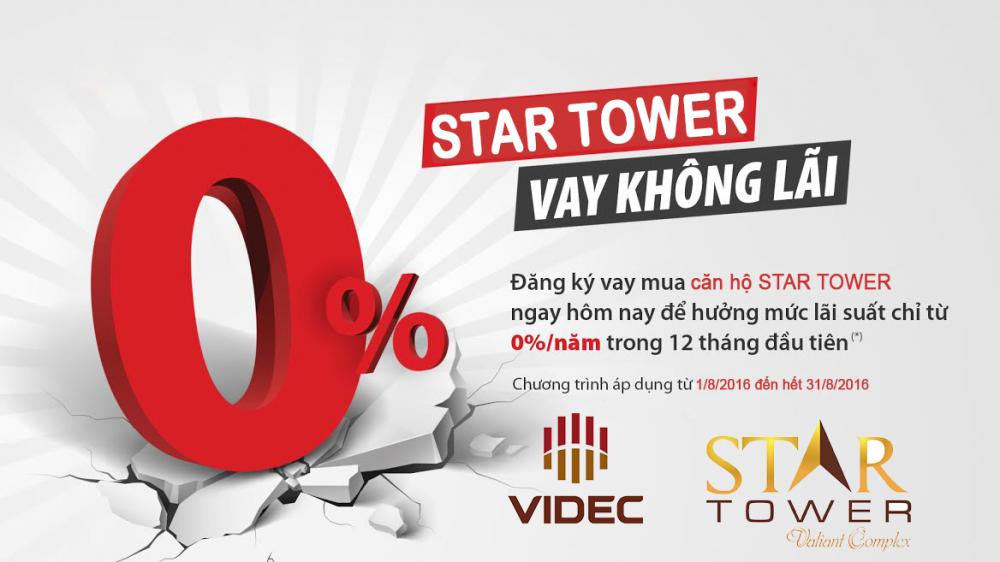 0%
STAR TOWER
VAY KHÔNG LÃI
Đăng ký vay mua căn hộ STAR TOWER
ngay hôm nay để hưởng mức lãi suất chỉ từ
0%/năm trong 12 tháng đầu tiên(*)
Chương trình áp dụng từ 1/8/2016 đến hết 31/8/2016
VIDEC
STAR
TOWER
Valiant Complex